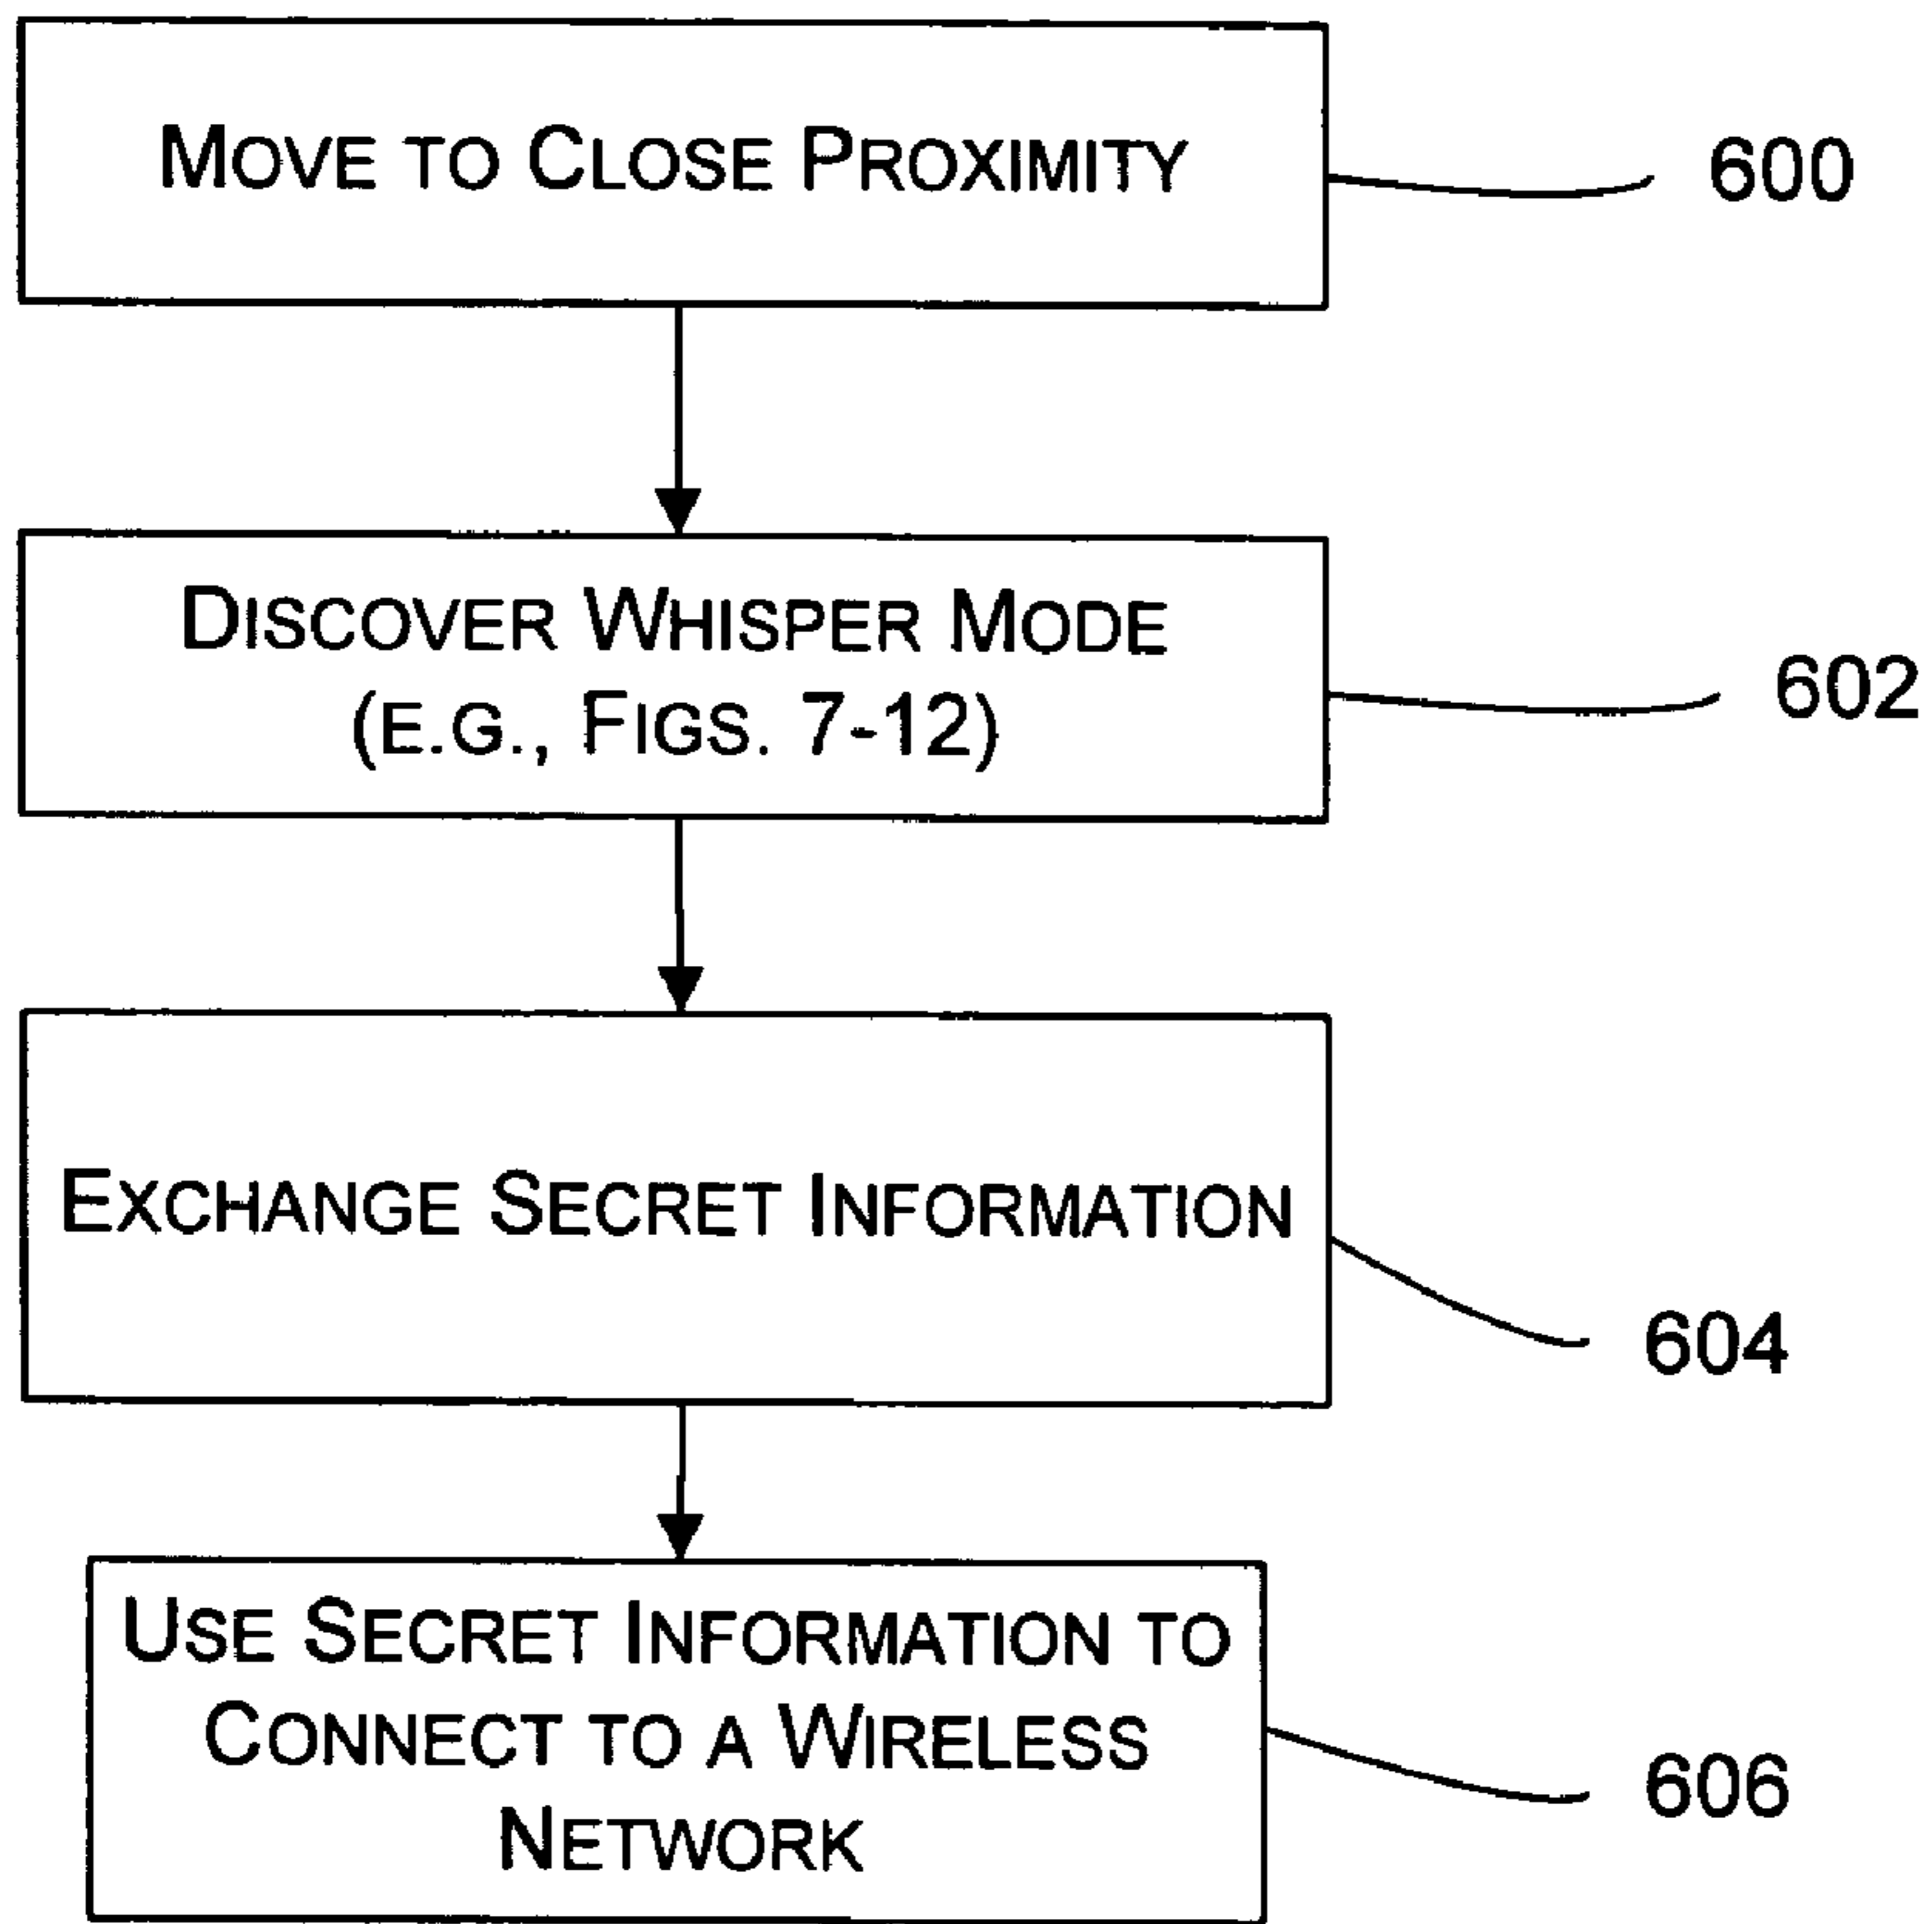 MOVE TO CLOSE PROXIMITY
600
DISCOVER WHISPER MODE
(E.G., FIGS. 7-12)
602
EXCHANGE SECRET INFORMATION
604
USE SECRET INFORMATION TO
CONNECT TO A WIRELESS
NETWORK
606